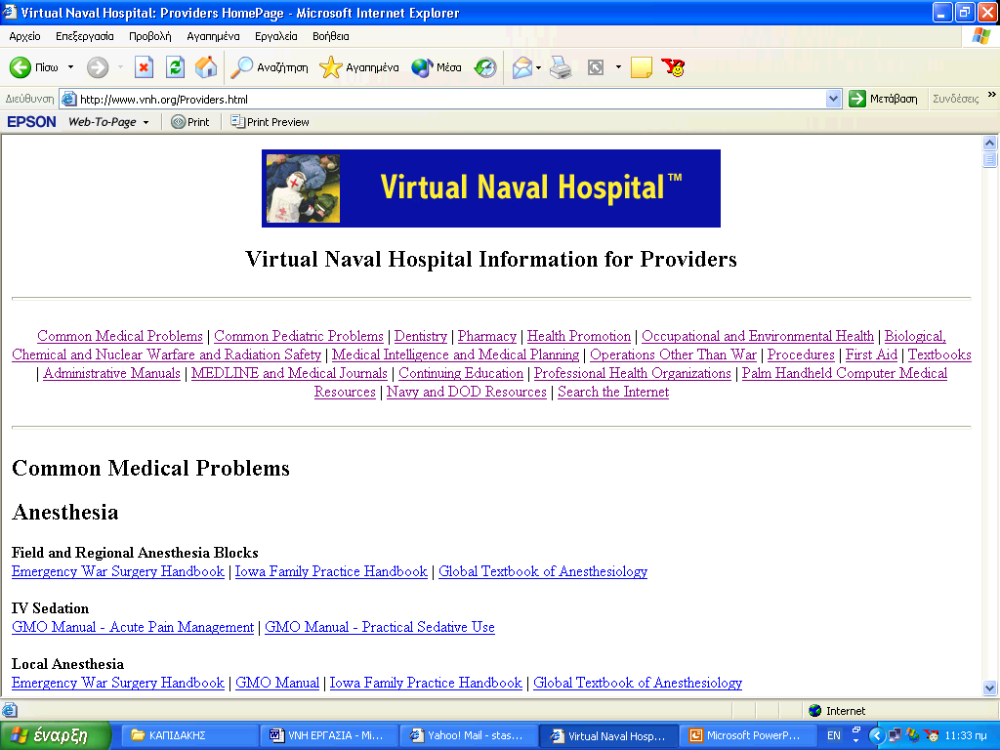 Virtual Naval Hospital: Providers HomePage - Microsoft Internet Explorer
Αρχείο Επεξεργασία Προβολή Αγαπημένα Εργαλεία Βοήθεια
Πίσω Αναζήτηση Αγαπημένα Μέσα
Διεύθυνση http://www.vnh.org/Providers.html Μετάβαση Συνδέσεις »
EPSON Web-To-Page Print Print Preview
Virtual Naval Hospital™
Virtual Naval Hospital Information for Providers
Common Medical Problems | Common Pediatric Problems | Dentistry | Pharmacy | Health Promotion | Occupational and Environmental Health | Biological,
Chemical and Nuclear Warfare and Radiation Safety | Medical Intelligence and Medical Planning | Operations Other Than War | Procedures | First Aid | Textbooks
| Administrative Manuals | MEDLINE and Medical Journals | Continuing Education | Professional Health Organizations | Palm Handheld Computer Medical
Resources | Navy and DOD Resources | Search the Internet
Common Medical Problems
Anesthesia
Field and Regional Anesthesia Blocks
Emergency War Surgery Handbook | Iowa Family Practice Handbook | Global Textbook of Anesthesiology
IV Sedation
GMO Manual - Acute Pain Management | GMO Manual - Practical Sedative Use
Local Anesthesia
Emergency War Surgery Handbook | GMO Manual | Iowa Family Practice Handbook | Global Textbook of Anesthesiology
Internet
έναρξη ΚΑΠΙΔΑΚΗΣ VNH ΕΡΓΑΣΙΑ - Mi... Yahoo! Mail - stas... Virtual Naval Hosp... Microsoft PowerP... EN 11:33 πμ